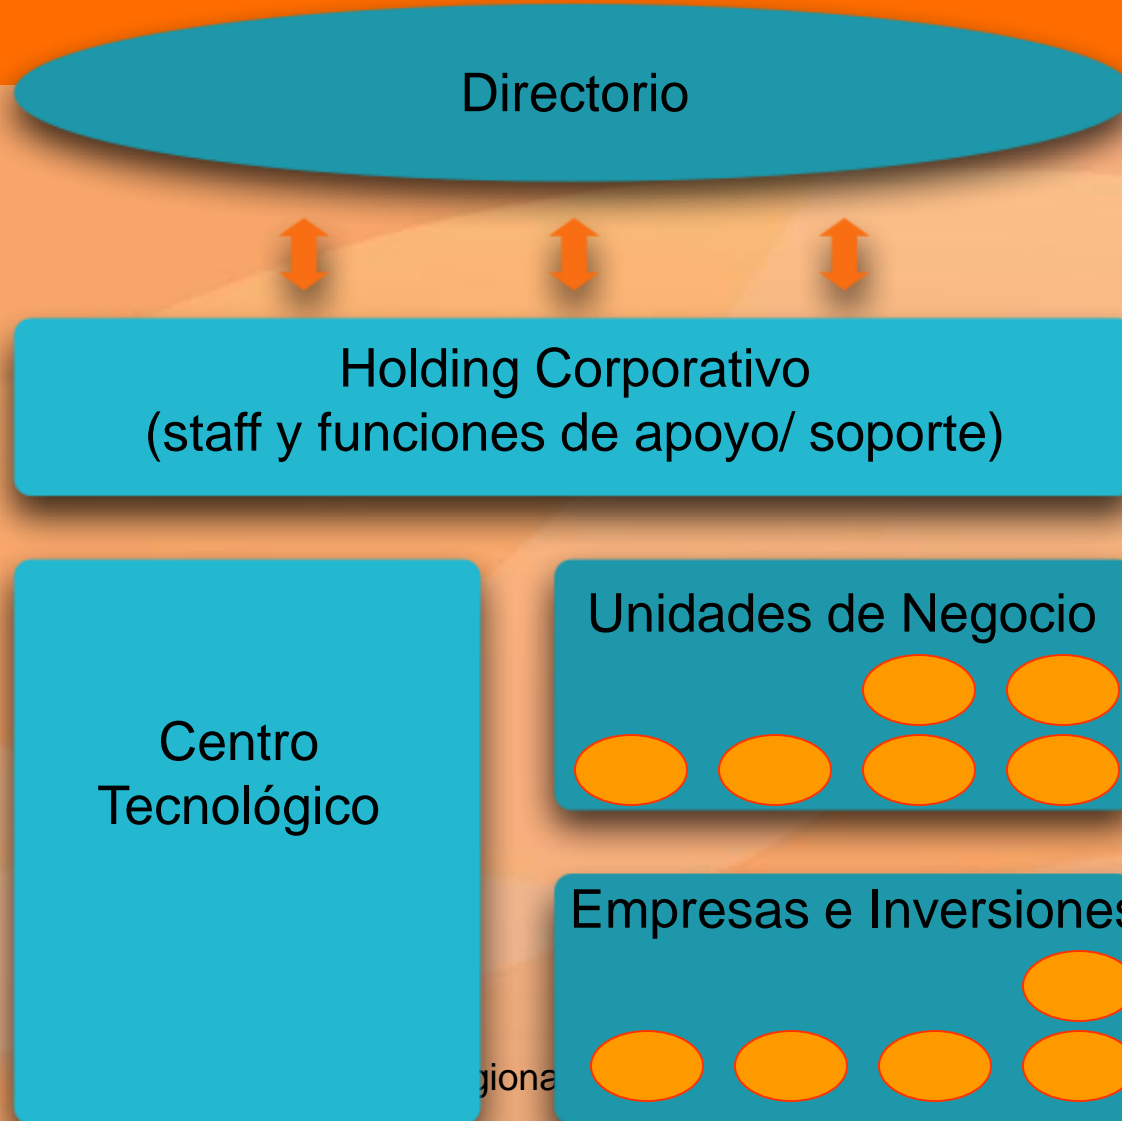 Directorio
Holding Corporativo
(staff y funciones de apoyo/ soporte)
Unidades de Negocio
Centro
Tecnológico
Empresas e Inversiones